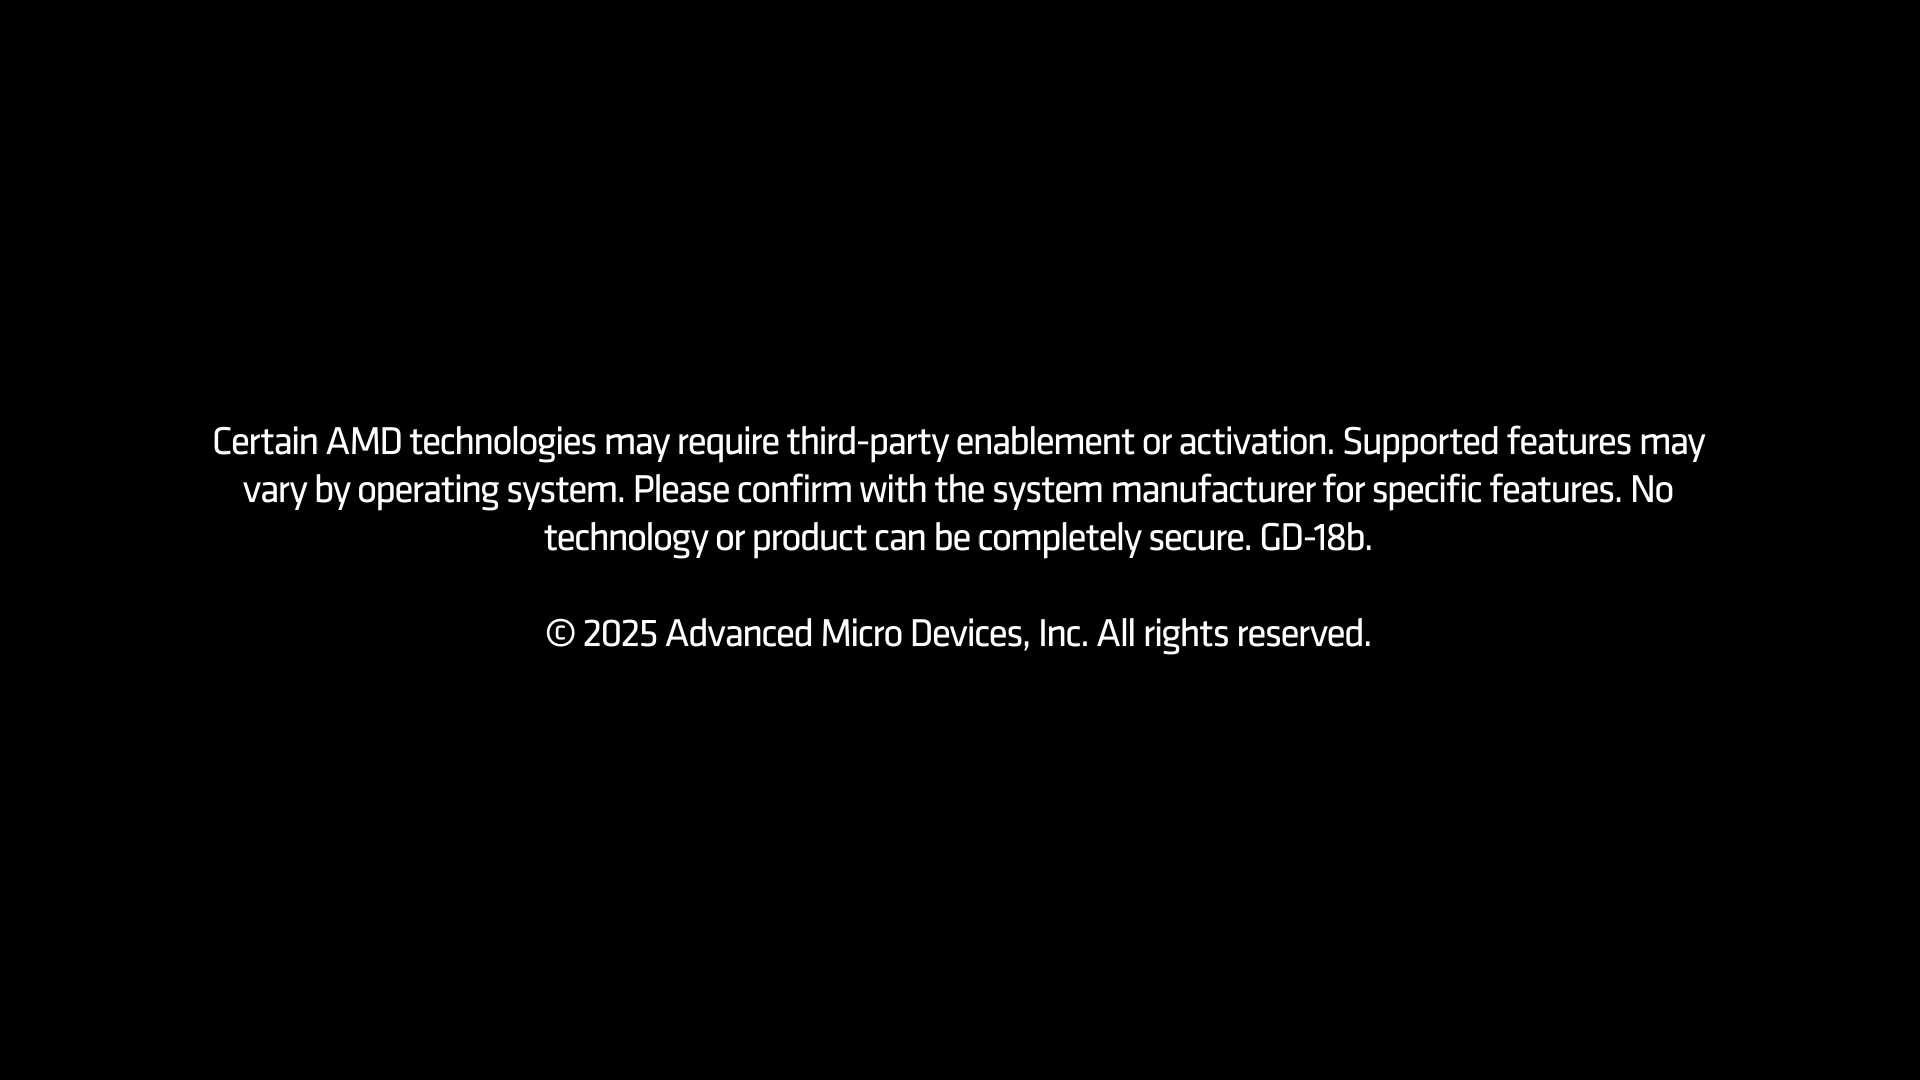 Certain AMD technologies may require third-party enablement or activation. Supported features may
vary by operating system. Please confirm with the system manufacturer for specific features. No
technology or product can be completely secure. GD-18b.
© 2025 Advanced Micro Devices, Inc. All rights reserved.